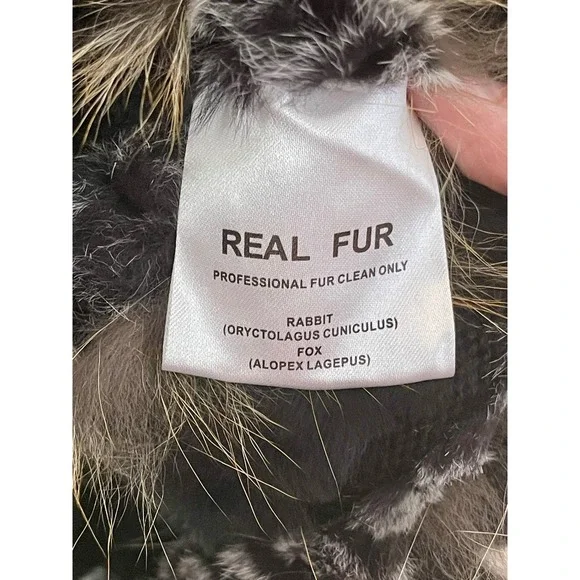 REAL FUR
PROFESSIONAL FUR CLEAN ONLY
RABBIT
(ORYCTOLAGUS CUNICULUS)
FOX
(ALOPEX LAGEPUS)